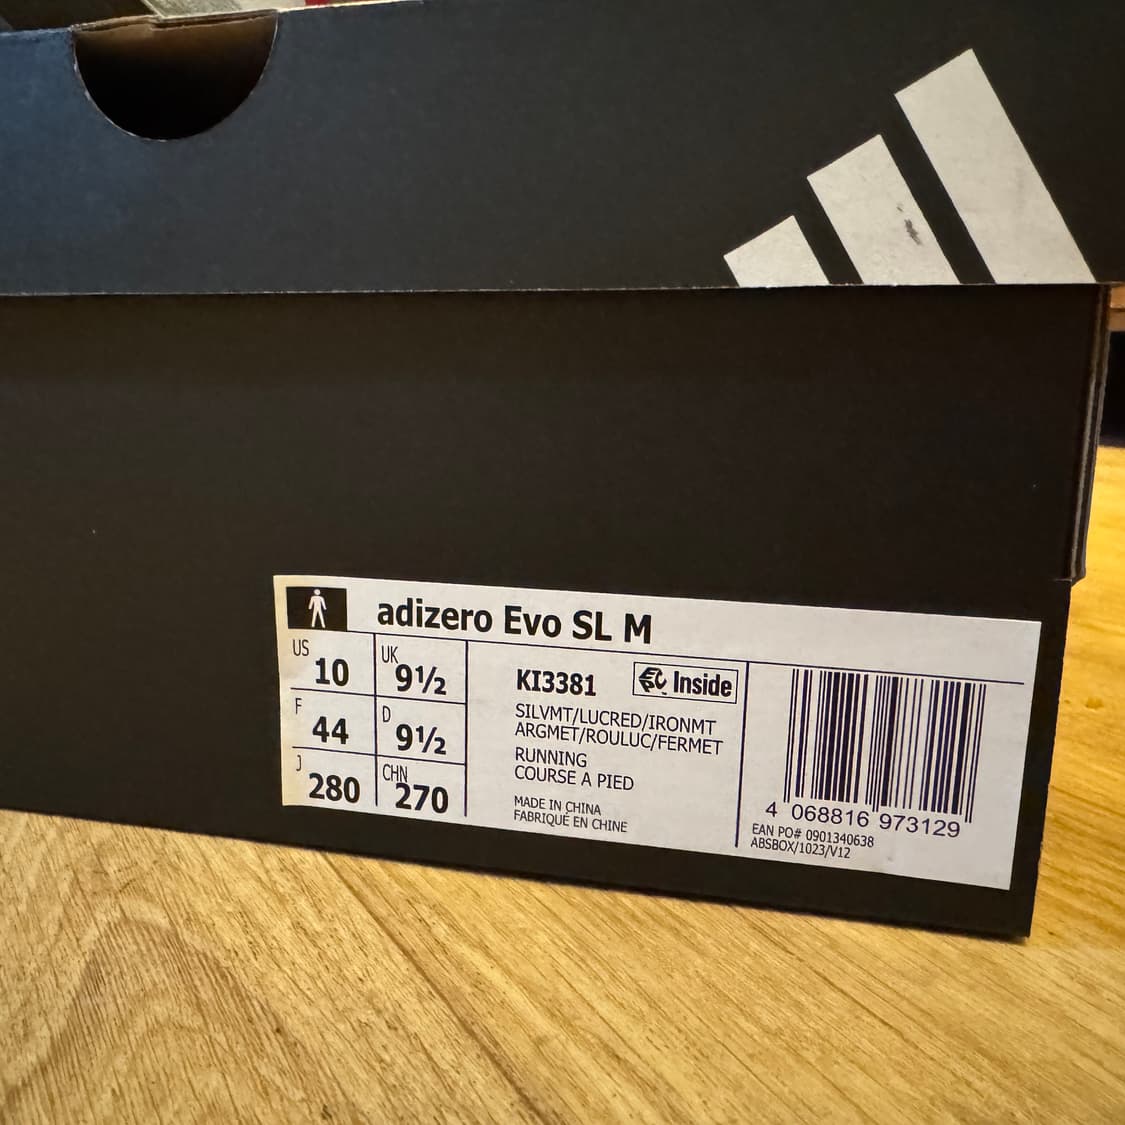 adizero Evo SL M
US 10
UK 9½
F 44
D 9½
J 280
CHN 270
KI3381
Inside
SILVMT/LUCRED/IRONMT
ARGMET/ROULUC/FERMET
RUNNING
COURSE A PIED
MADE IN CHINA
FABRIQUÉ EN CHINE
4 068816 973129
EAN PO# 0901340638
ABSBOX/1023/V12